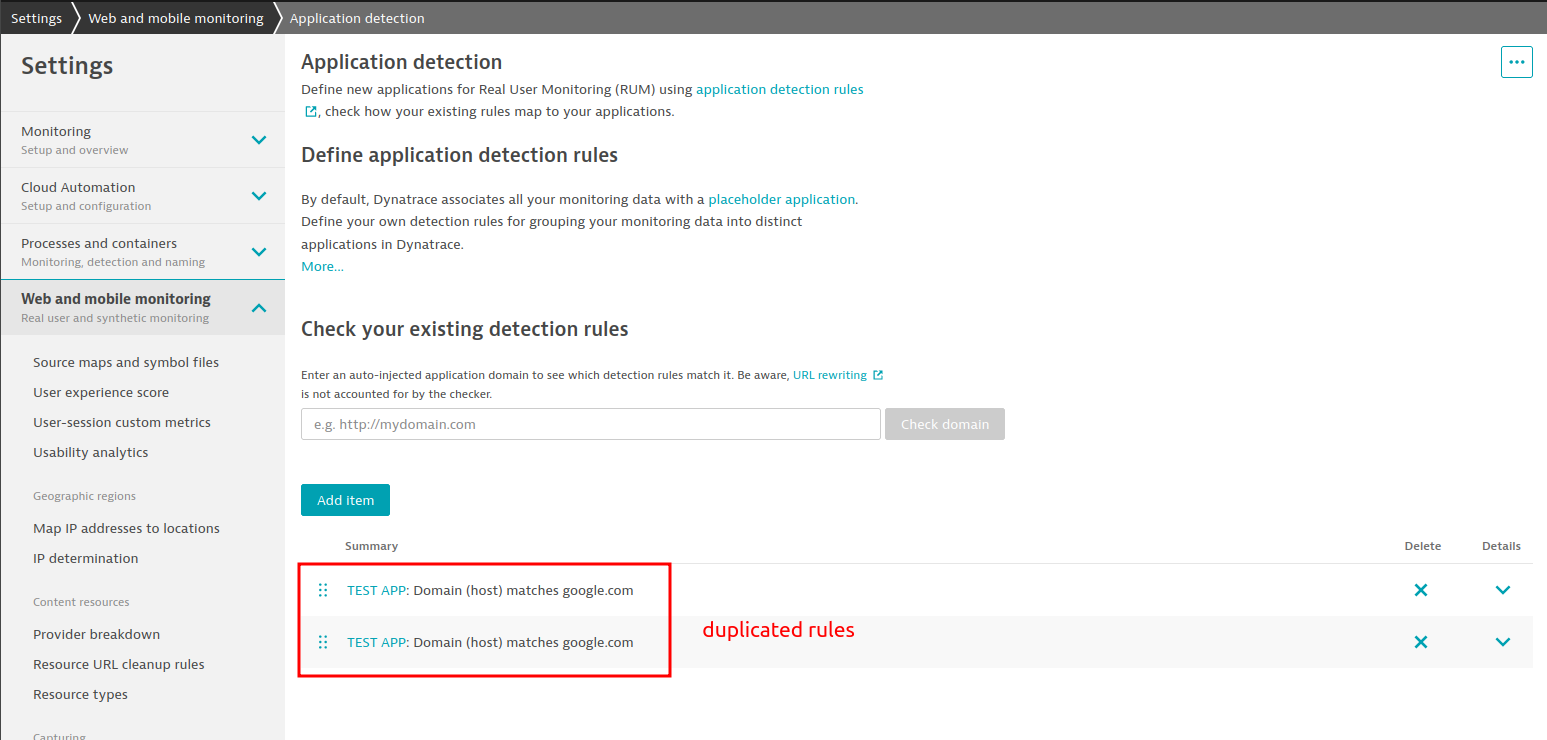 Settings
Web and mobile monitoring
Application detection
Settings
Monitoring
Setup and overview
Cloud Automation
Setup and configuration
Processes and containers
Monitoring, detection and naming
Web and mobile monitoring
Real user and synthetic monitoring
Source maps and symbol files
User experience score
User-session custom metrics
Usability analytics
Geographic regions
Map IP addresses to locations
IP determination
Content resources
Provider breakdown
Resource URL cleanup rules
Resource types
Capturing
Application detection
Define new applications for Real User Monitoring (RUM) using application detection rules
, check how your existing rules map to your applications.
Define application detection rules
By default, Dynatrace associates all your monitoring data with a placeholder application.
Define your own detection rules for grouping your monitoring data into distinct
applications in Dynatrace.
More...
Check your existing detection rules
Enter an auto-injected application domain to see which detection rules match it. Be aware, URL rewriting
is not accounted for by the checker.
e.g. http://mydomain.com
Check domain
Add item
Summary
Delete
Details
TEST APP: Domain (host) matches google.com
TEST APP: Domain (host) matches google.com
duplicated rules